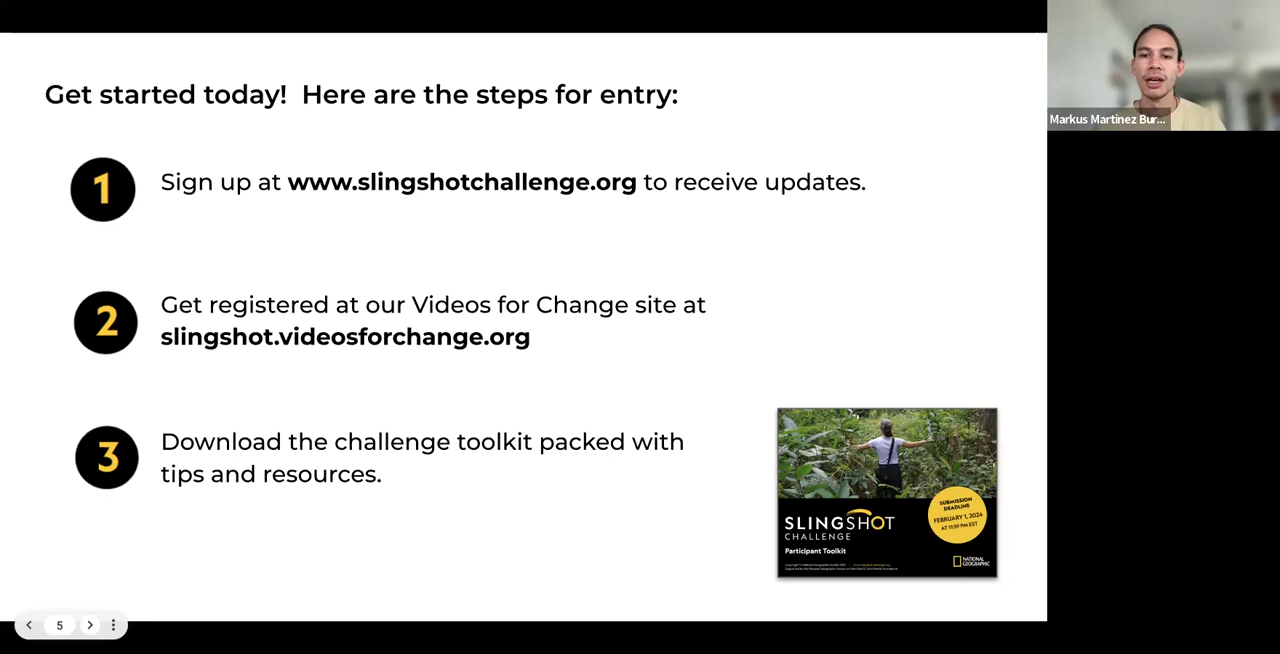 Get started today! Here are the steps for entry:
1
Sign up at www.slingshotchallenge.org to receive updates.
2
Get registered at our Videos for Change site at
slingshot.videosforchange.org
3
Download the challenge toolkit packed with
tips and resources.
SUBMISSION
DEADLINE
FEBRUARY 1, 2024
AT 11:59 PM EST
SLINGSHOT
CHALLENGE
Participant Toolkit
NATIONAL
GEOGRAPHIC
Markus Martinez Bur...
5